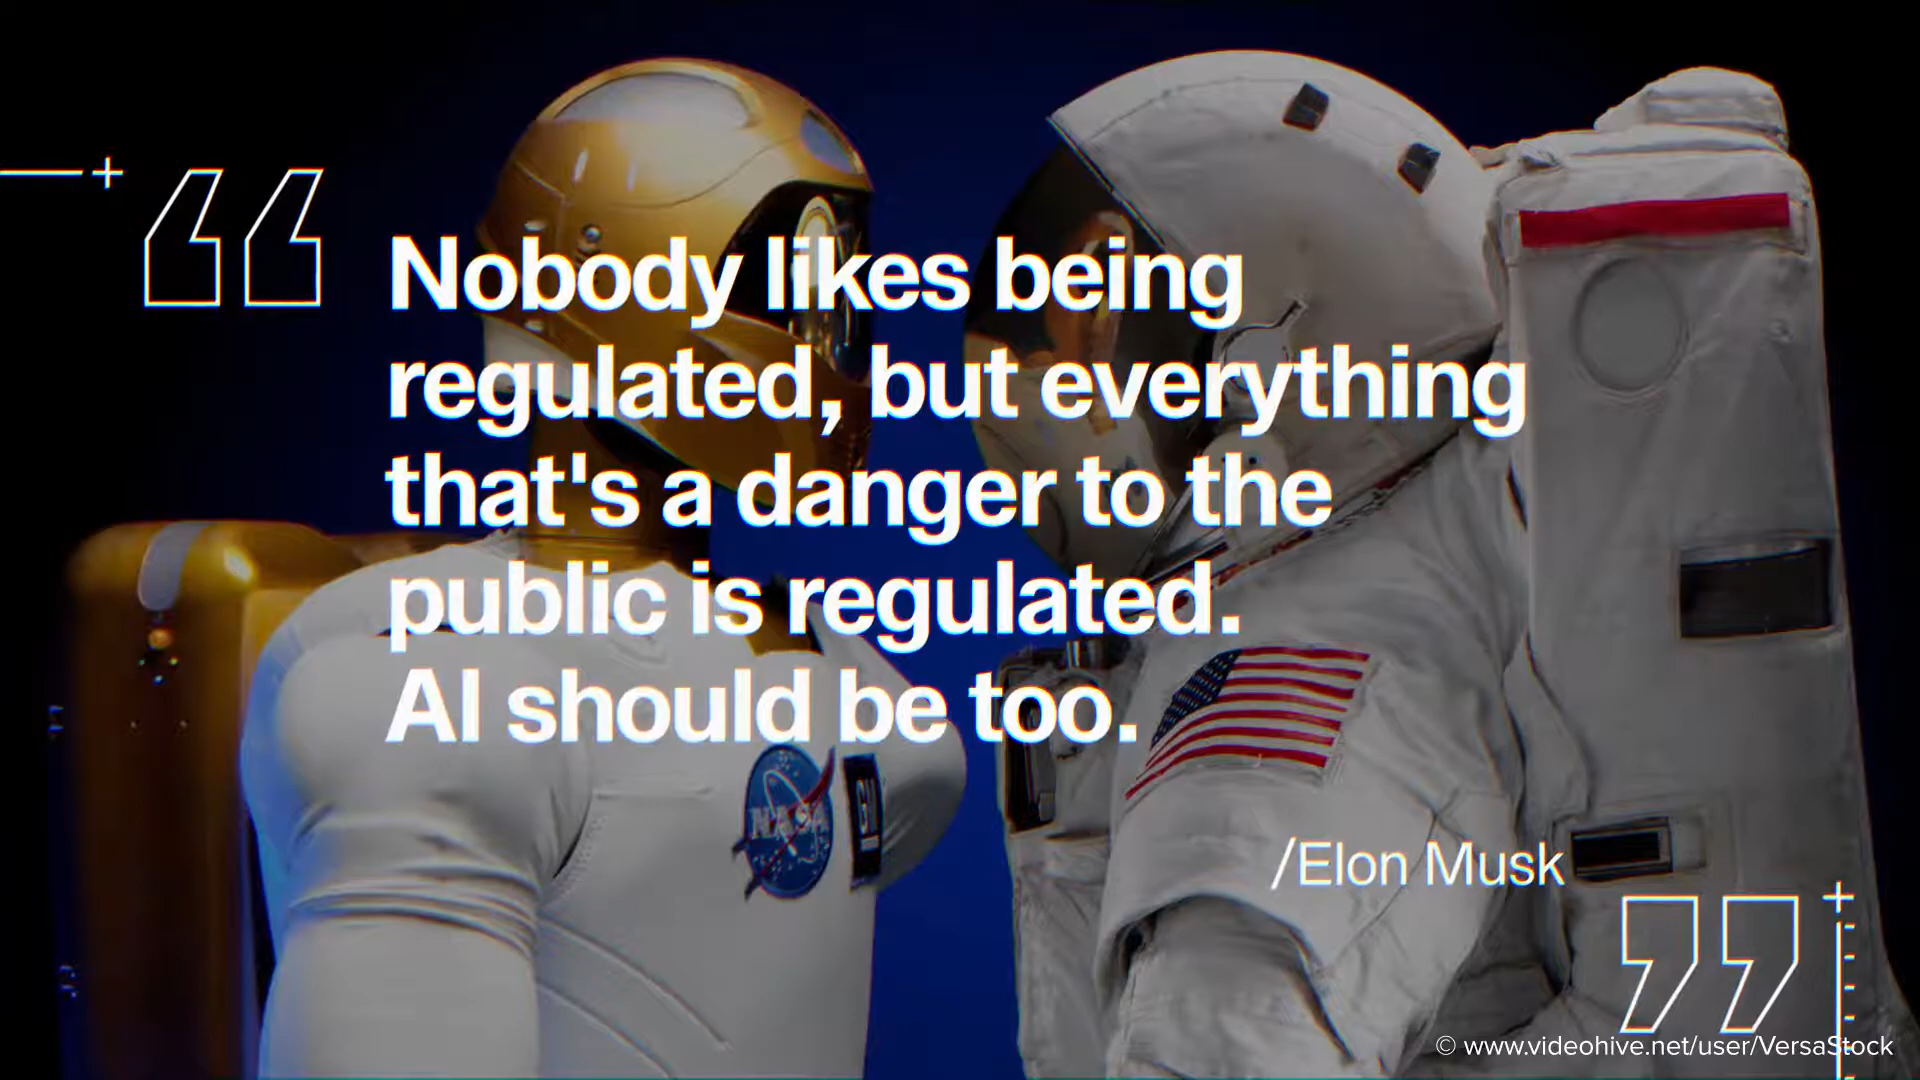 “
Nobody likes being
regulated, but everything
that's a danger to the
public is regulated.
AI should be too.
NASA
GM
/Elon Musk
”
© www.videohive.net/user/VersaStock